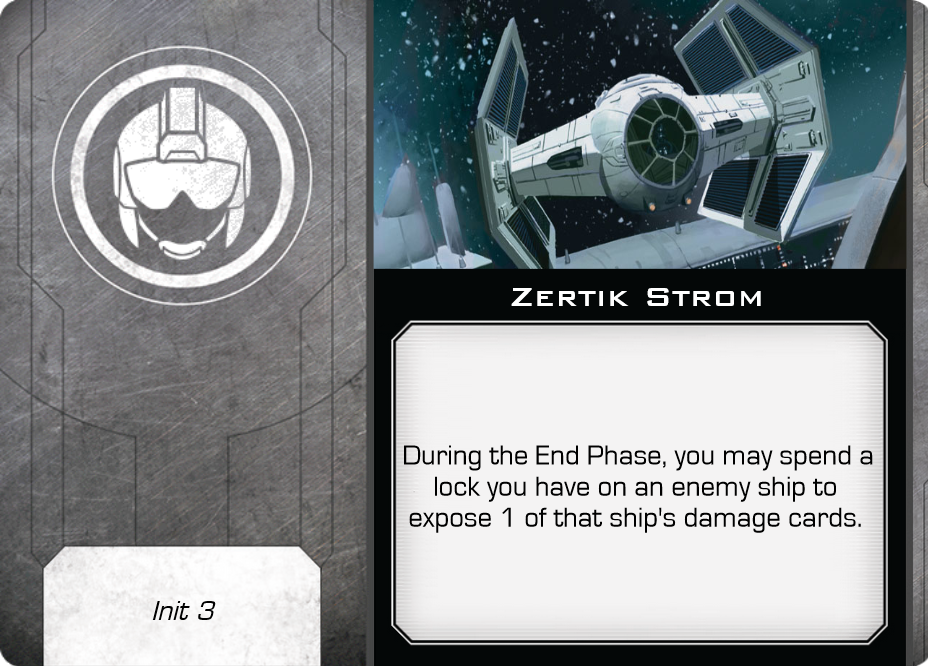 Zertik Strom
During the End Phase, you may spend a
lock you have on an enemy ship to
expose 1 of that ship's damage cards.
Init 3